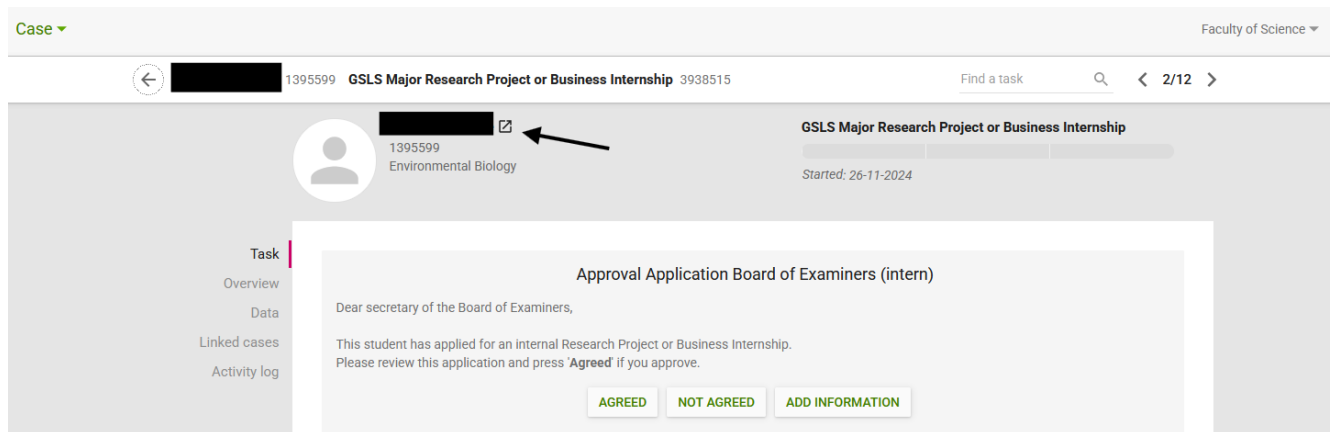 Case
Faculty of Science
1395599 GSLS Major Research Project or Business Internship 3938515
Find a task
2/12
1395599
Environmental Biology
GSLS Major Research Project or Business Internship
Started: 26-11-2024
Task
Overview
Data
Linked cases
Activity log
Approval Application Board of Examiners (intern)
Dear secretary of the Board of Examiners,
This student has applied for an internal Research Project or Business Internship.
Please review this application and press 'Agreed' if you approve.
AGREED NOT AGREED ADD INFORMATION